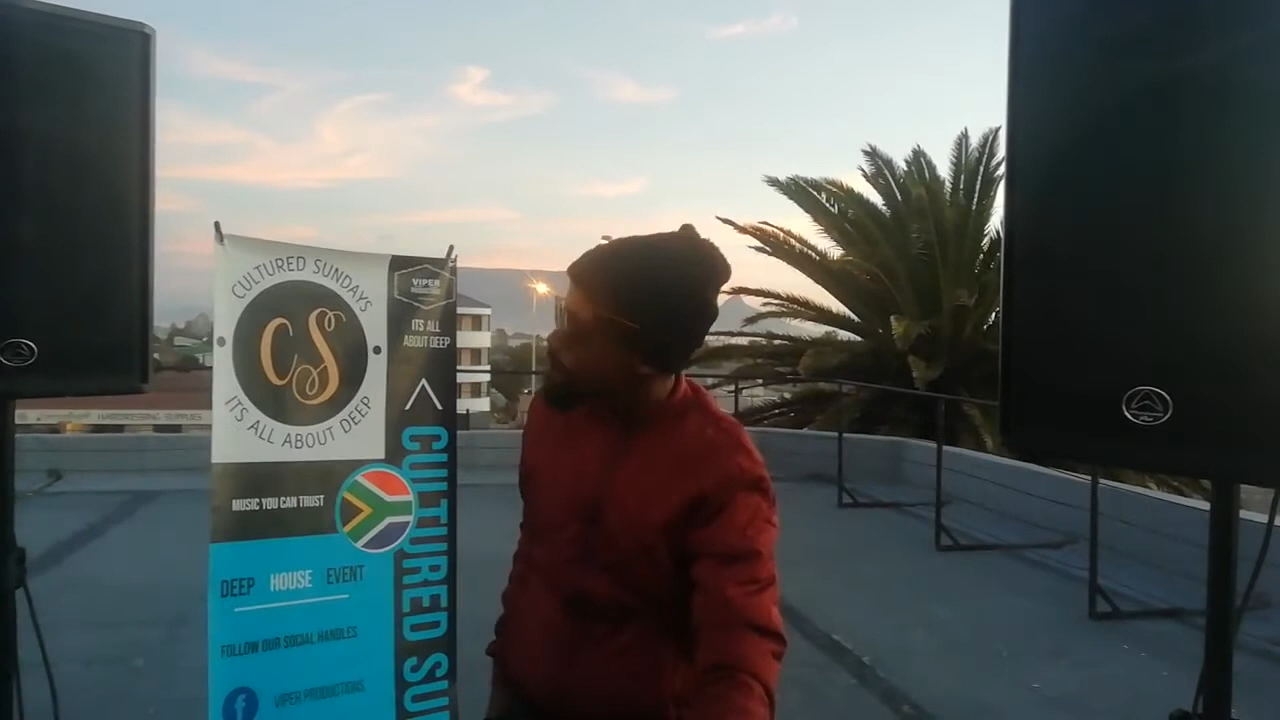 CULTURED SUNDAYS
CS
ITS ALL ABOUT DEEP
VIPER
ITS ALL
ABOUT DEEP
CULTURED SU
MUSIC YOU CAN TRUST
DEEP HOUSE EVENT
FOLLOW OUR SOCIAL HANDLES
f VIPER PRODUCTIONS
HAIRDRESSING SUPPLIES